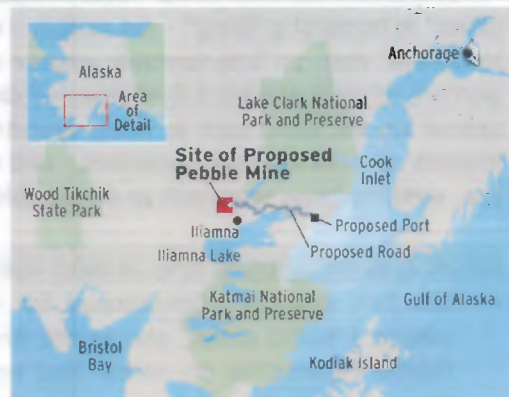 Anchorage
Alaska
Area
of
Detail
Lake Clark National
Park and Preserve
Site of Proposed
Pebble Mine
Cook
Inlet
Wood Tikchik
State Park
Proposed Port
Iliamna
Proposed Road
Iliamna Lake
Katmai National
Park and Preserve
Gulf of Alaska
Bristol
Bay
Kodiak Island